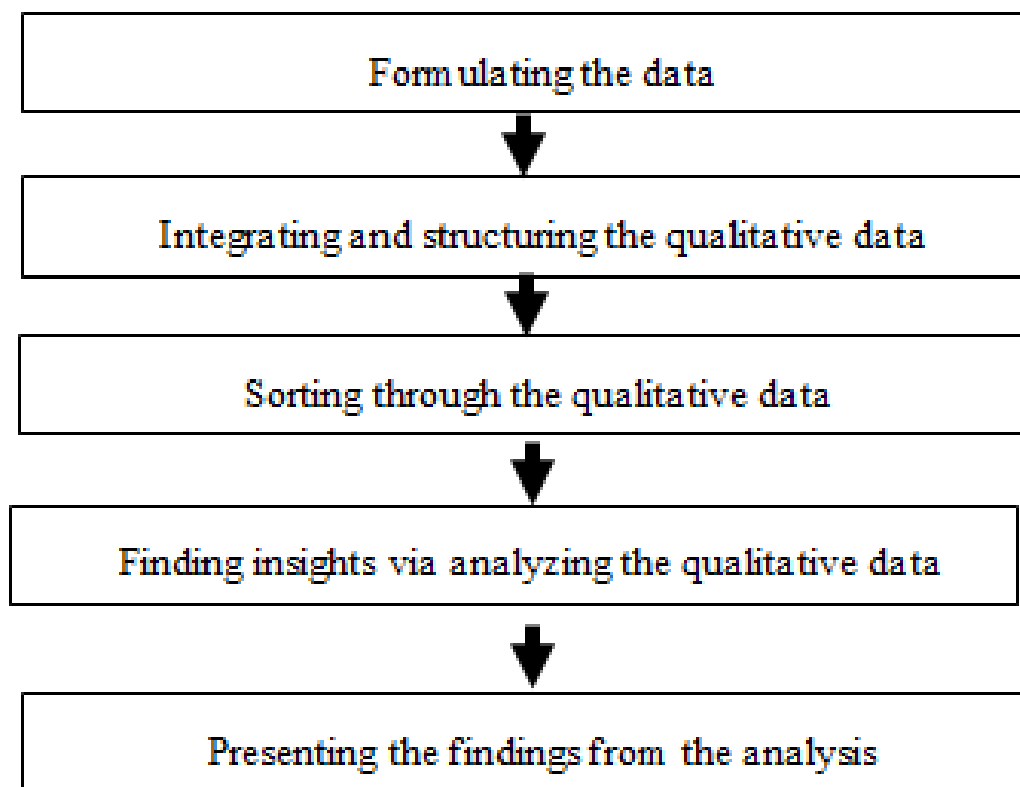 Formulating the data
Integrating and structuring the qualitative data
Sorting through the qualitative data
Finding insights via analyzing the qualitative data
Presenting the findings from the analysis